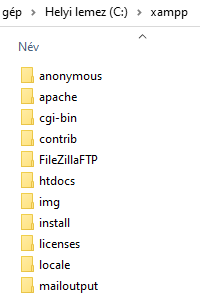 gép > Helyi lemez (C:) > xampp >
Név
anonymous
apache
cgi-bin
contrib
FileZillaFTP
htdocs
img
install
licenses
locale
mailoutput